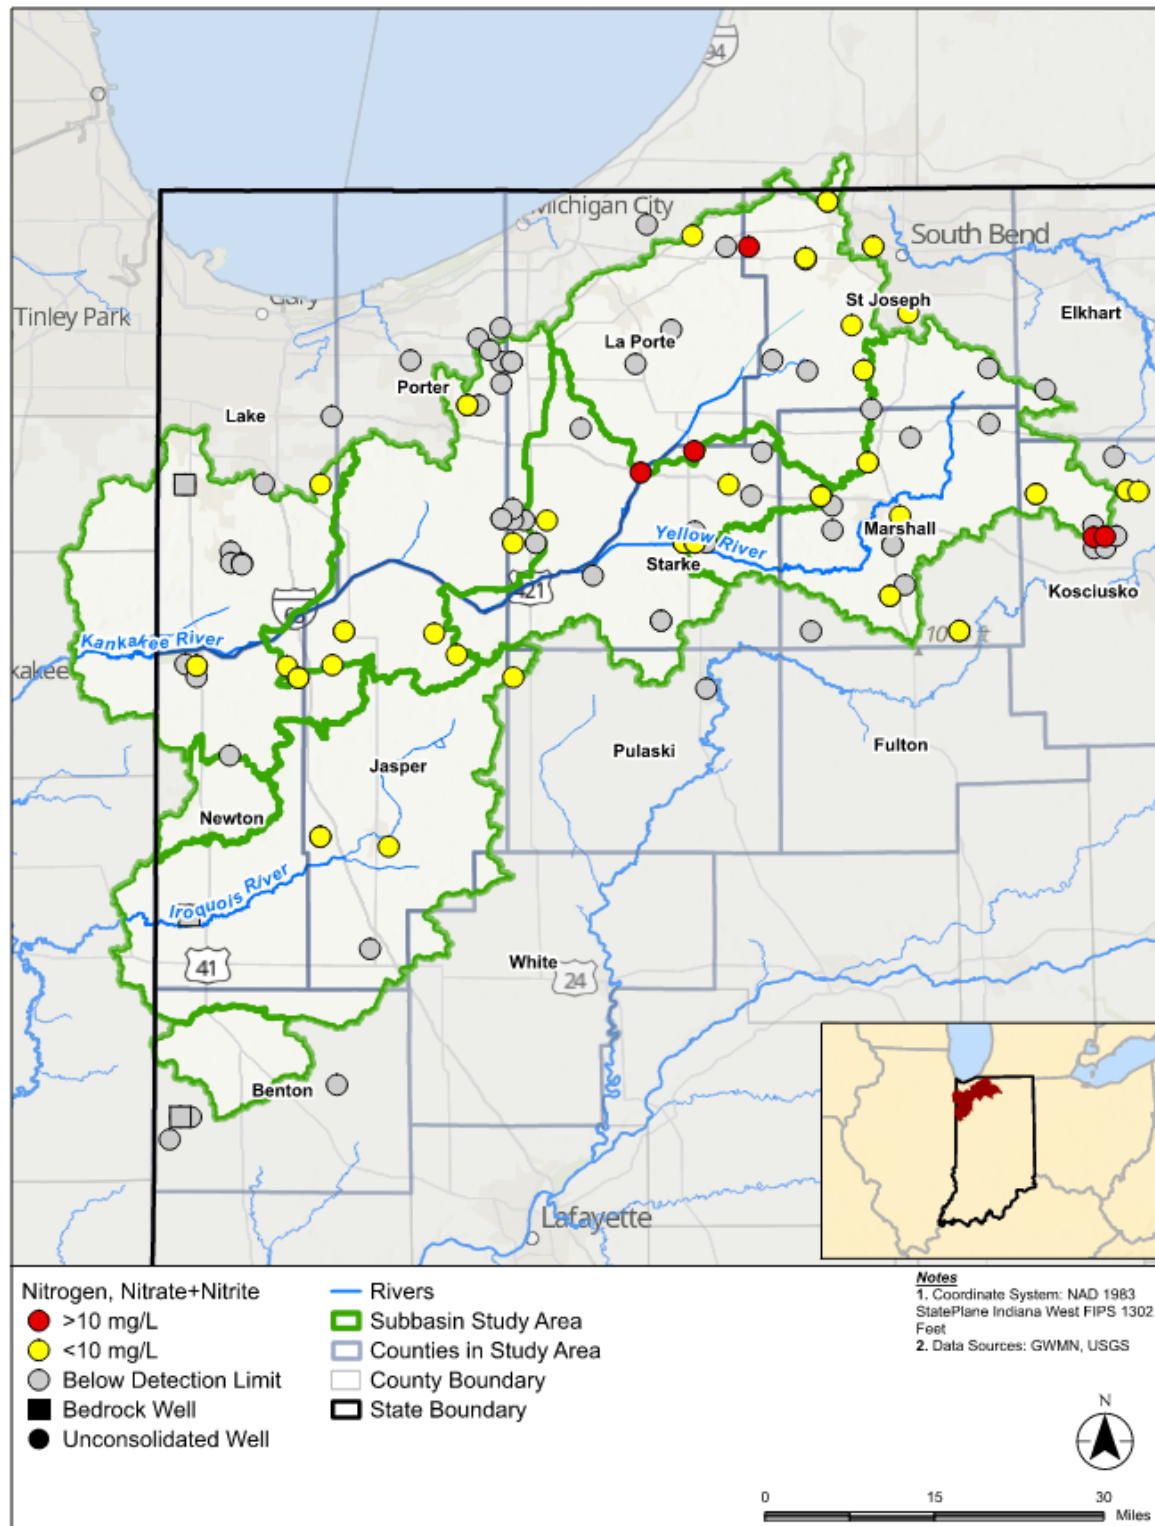 94
Michigan City
South Bend
Gary
Tinley Park
St Joseph
Elkhart
La Porte
Porter
Lake
Marshall
Yellow River
Starke
421
Kosciusko
65
Kankakee River
kakee
Pulaski
Fulton
Jasper
Newton
Iroquois River
White
41
24
Benton
Lafayette
Nitrogen, Nitrate+Nitrite
>10 mg/L
<10 mg/L
Below Detection Limit
Bedrock Well
Unconsolidated Well
Rivers
Subbasin Study Area
Counties in Study Area
County Boundary
State Boundary
Notes
1. Coordinate System: NAD 1983
StatePlane Indiana West FIPS 1302
Feet
2. Data Sources: GWMN, USGS
N
0 15 30
Miles